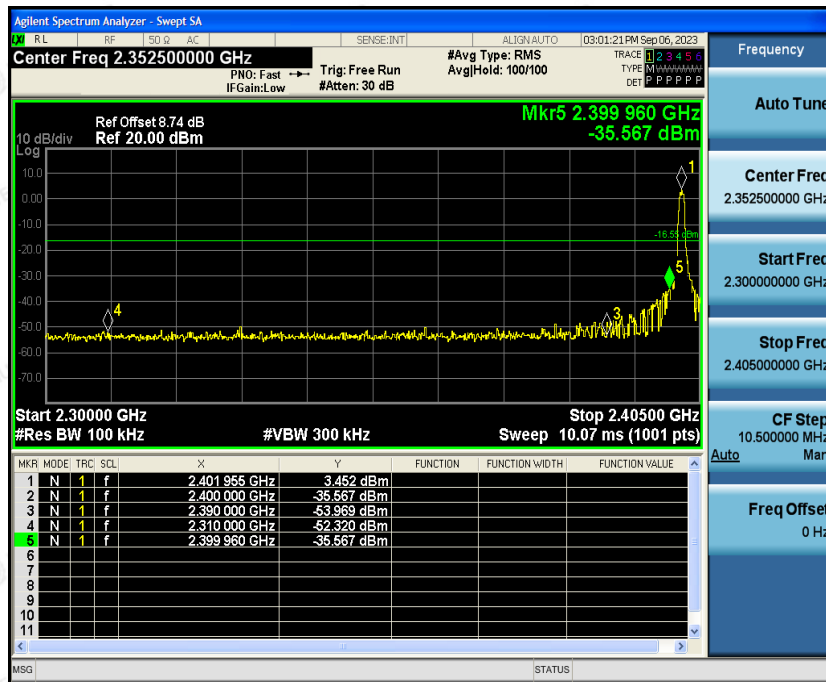 Agilent Spectrum Analyzer - Swept SA
LXI RL RF 50 Ω AC SENSE:INT ALIGN AUTO 03:01:21 PM Sep 06, 2023
Center Freq 2.352500000 GHz
PNO: Fast
IFGain:Low
Trig: Free Run
#Atten: 30 dB
#Avg Type: RMS
Avg|Hold: 100/100
TRACE 1 2 3 4 5 6
TYPE MWWWWW
DET P P P P P P
Mkr5 2.399 960 GHz
-35.567 dBm
Ref Offset 8.74 dB
Ref 20.00 dBm
10 dB/div
Log
10.0
0.00
-10.0
-20.0
-30.0
-40.0
-50.0
-60.0
-70.0
1
-16.55 dBm
5
4
3
Start 2.30000 GHz
Stop 2.40500 GHz
#Res BW 100 kHz
#VBW 300 kHz
Sweep 10.07 ms (1001 pts)
MKR MODE TRC SCL X Y FUNCTION FUNCTION WIDTH FUNCTION VALUE
1 N 1 f 2.401 955 GHz 3.452 dBm
2 N 1 f 2.400 000 GHz -35.567 dBm
3 N 1 f 2.390 000 GHz -53.969 dBm
4 N 1 f 2.310 000 GHz -52.320 dBm
5 N 1 f 2.399 960 GHz -35.567 dBm
6
7
8
9
10
11
MSG
STATUS
Frequency
Auto Tune
Center Freq
2.352500000 GHz
Start Freq
2.300000000 GHz
Stop Freq
2.405000000 GHz
CF Step
10.500000 MHz
Auto Man
Freq Offset
0 Hz